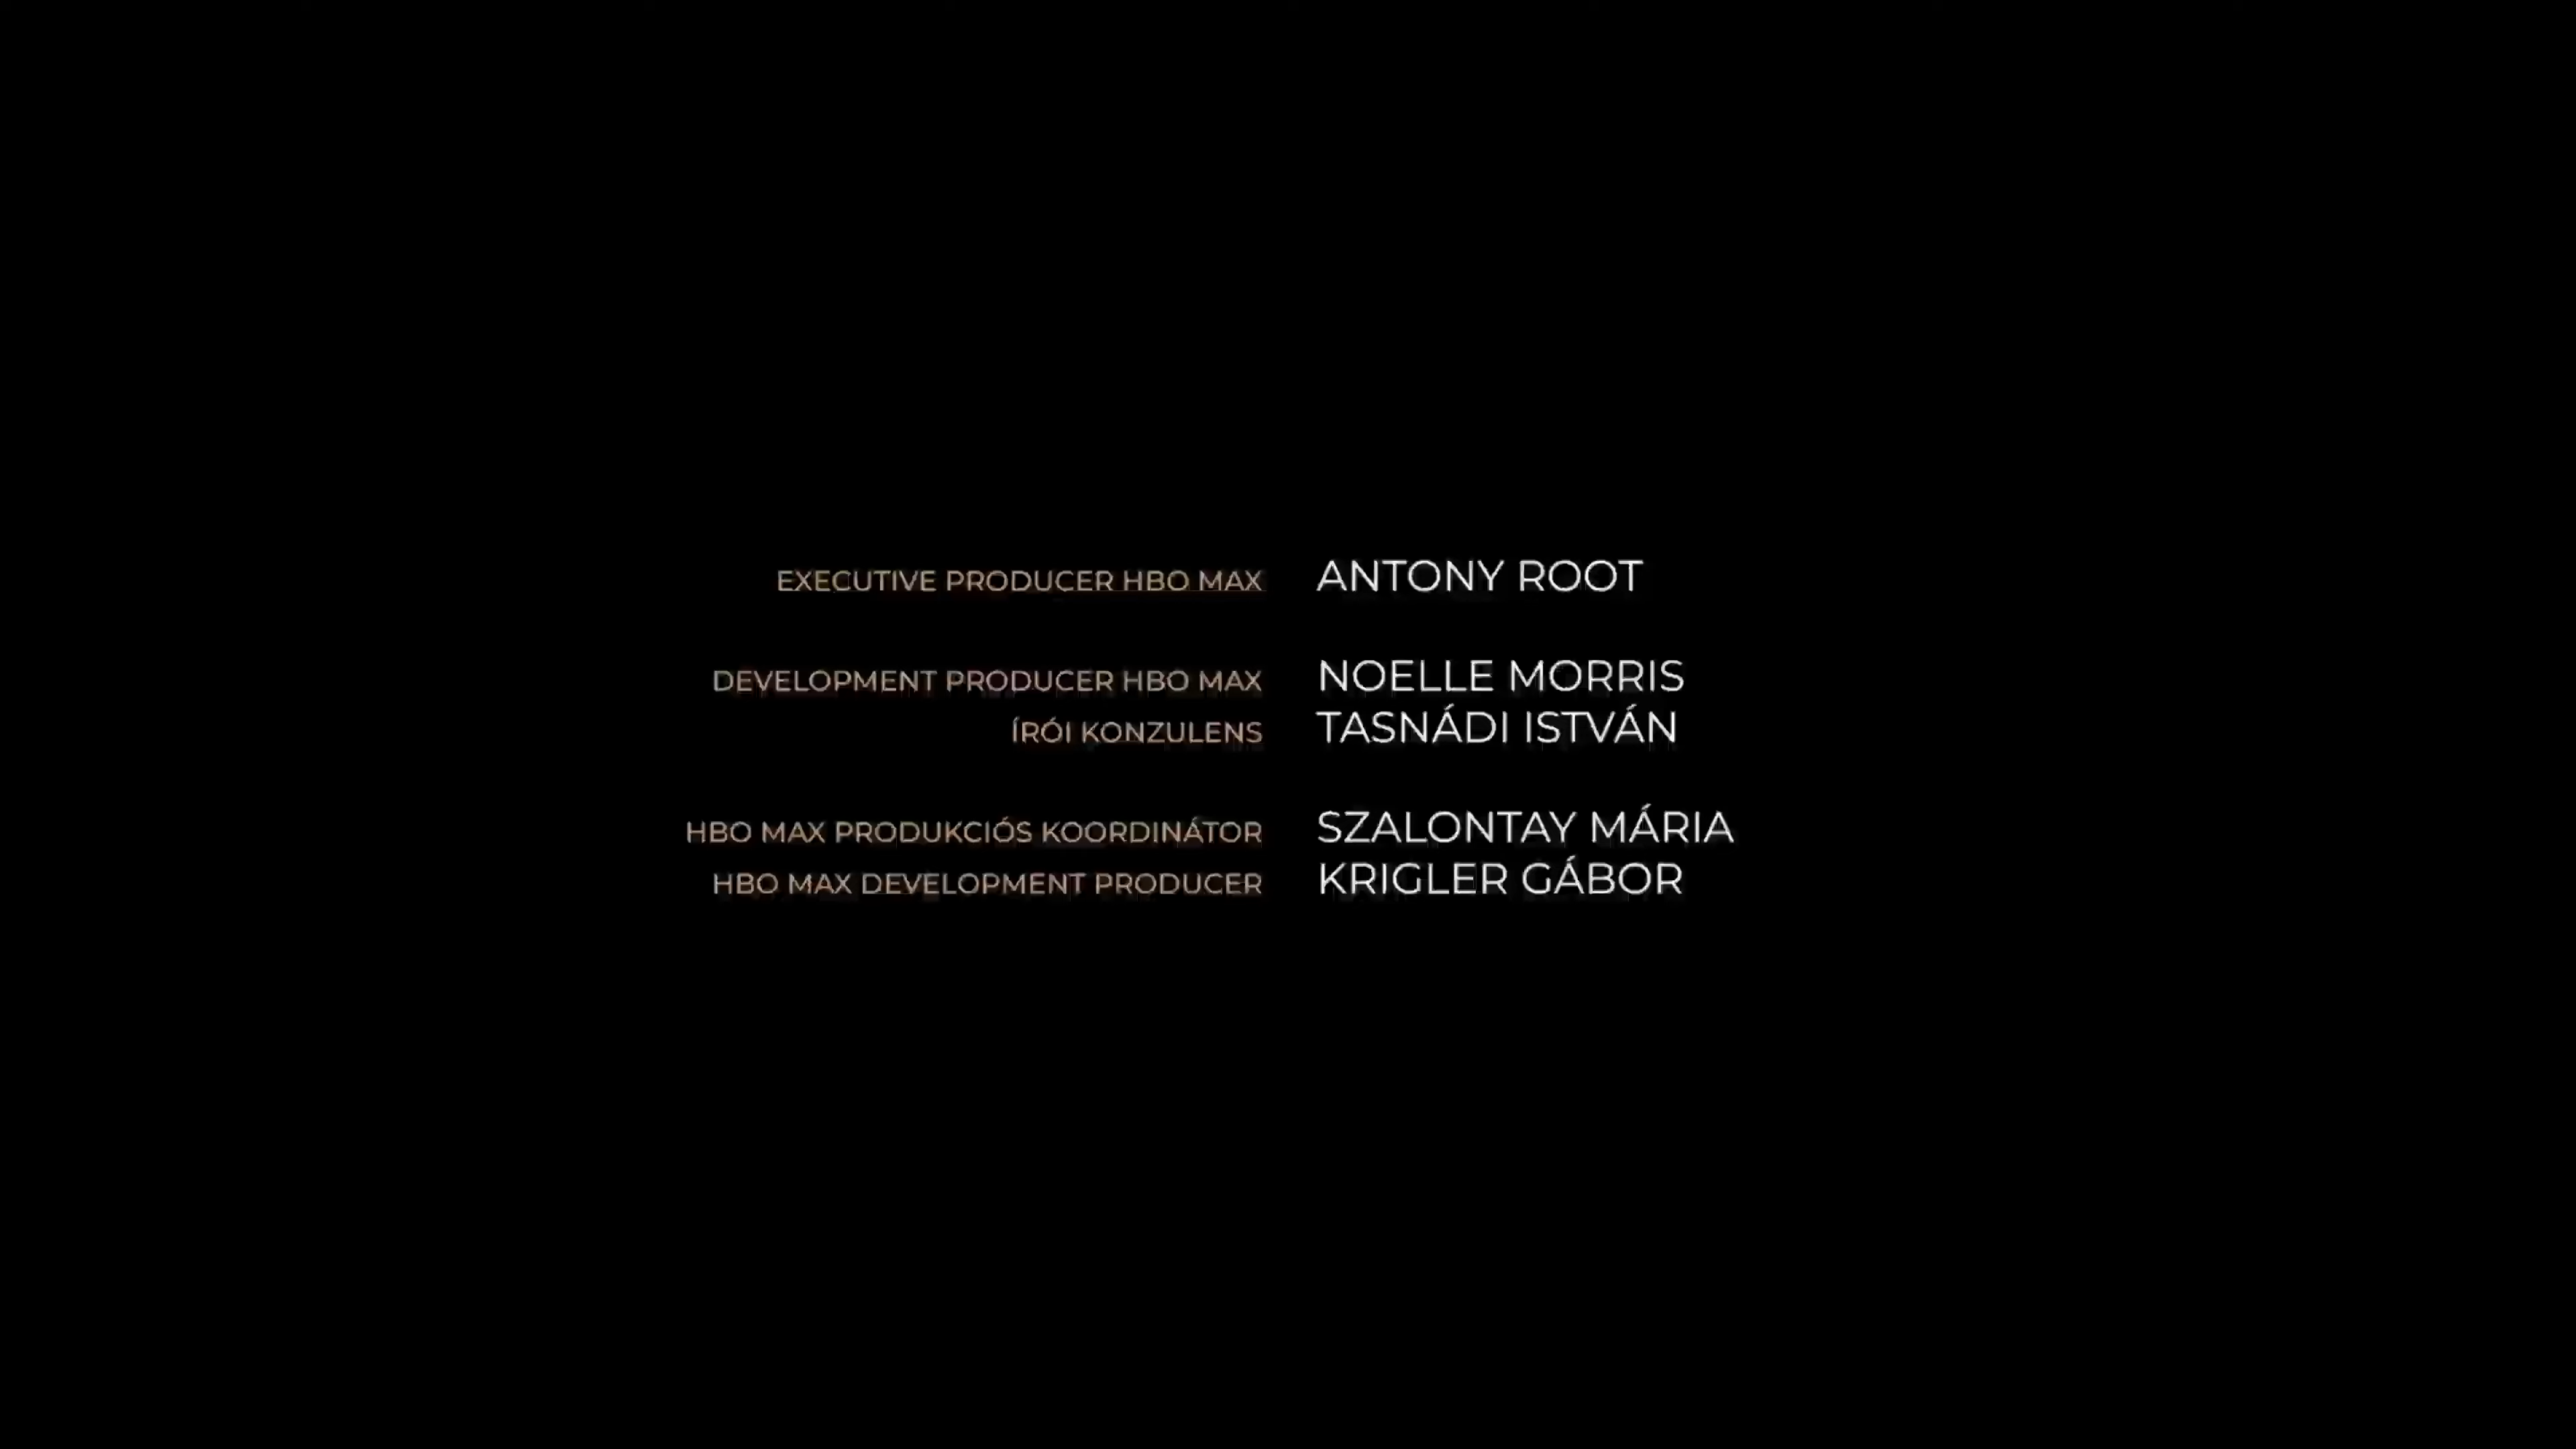 EXECUTIVE PRODUCER HBO MAX ANTONY ROOT
DEVELOPMENT PRODUCER HBO MAX NOELLE MORRIS
ÍRÓI KONZULENS TASNÁDI ISTVÁN
HBO MAX PRODUKCIÓS KOORDINÁTOR SZALONTAY MÁRIA
HBO MAX DEVELOPMENT PRODUCER KRIGLER GÁBOR